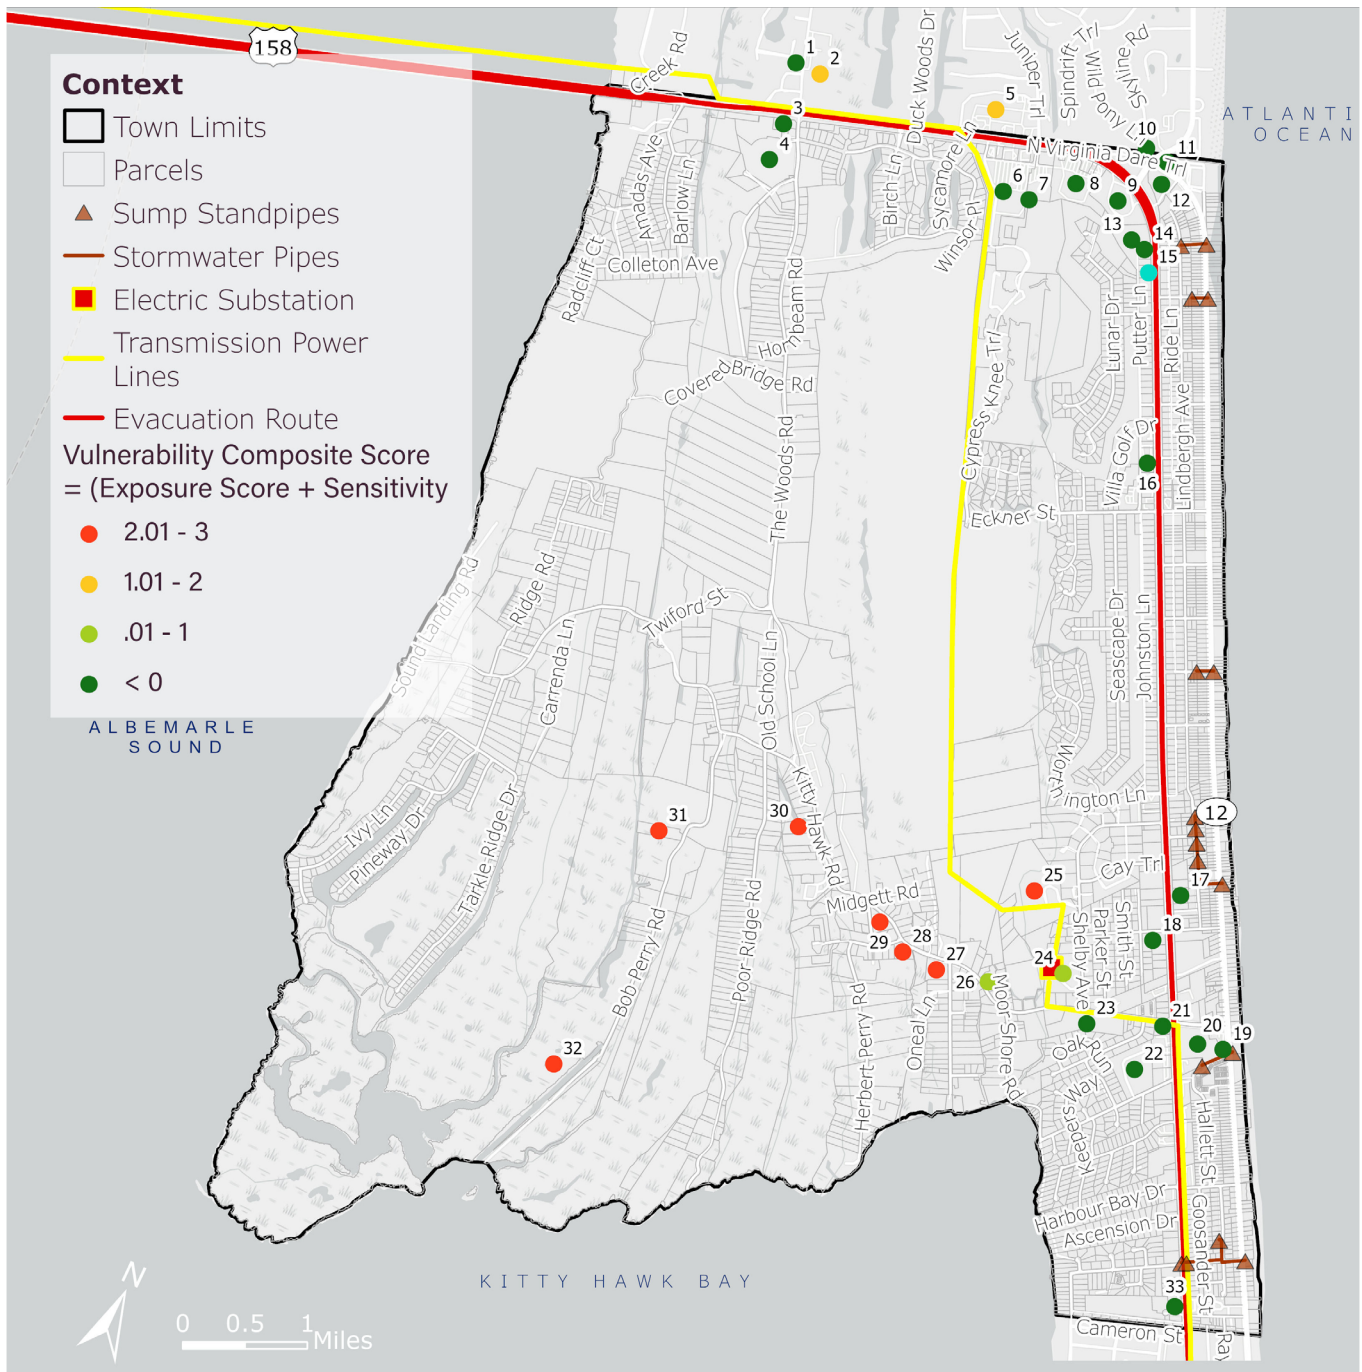 158
Context
Town Limits
Parcels
Sump Standpipes
Stormwater Pipes
Electric Substation
Transmission Power
Lines
Evacuation Route
Vulnerability Composite Score
= (Exposure Score + Sensitivity
2.01 - 3
1.01 - 2
.01 - 1
< 0
ALBEMARLE
SOUND
ATLANTI
OCEAN
KITTY HAWK BAY
N
0 0.5 1
Miles
Creek Rd
Duck Woods Dr
Juniper Trl
Spindrift Trl
Wild Pony Ln
Skyline Rd
N Virginia Dare Trl
Amadas Ave
Barlow Ln
Birch Ln
Sycamore Ln
Winsor Pl
Radcliff Ct
Colleton Ave
Hornbeam Rd
Covered Bridge Rd
The Woods Rd
Cypress Knee Trl
Lunar Dr
Putter Ln
Ride Ln
Villa Golf Dr
Lindbergh Ave
Eckner St
Sound Landing Rd
Ridge Rd
Twiford St
Carrenda Ln
Old School Ln
Seascape Dr
Johnston Ln
Worthington Ln
12
Ivy Ln
Pineway Dr
Tarkle Ridge Dr
Kitty Hawk Rd
Midgett Rd
Cay Trl
Bob Perry Rd
Poor Ridge Rd
Herbert Perry Rd
Oneal Ln
Moor Shore Rd
Shelby Ave
Parker St
Smith St
Oak Run
Keepers Way
Hallett St
Harbour Bay Dr
Ascension Dr
Goosander St
Cameron St
Ray
1
2
3
4
5
6
7
8
9
10
11
12
13
14
15
16
17
18
19
20
21
22
23
24
25
26
27
28
29
30
31
32
33